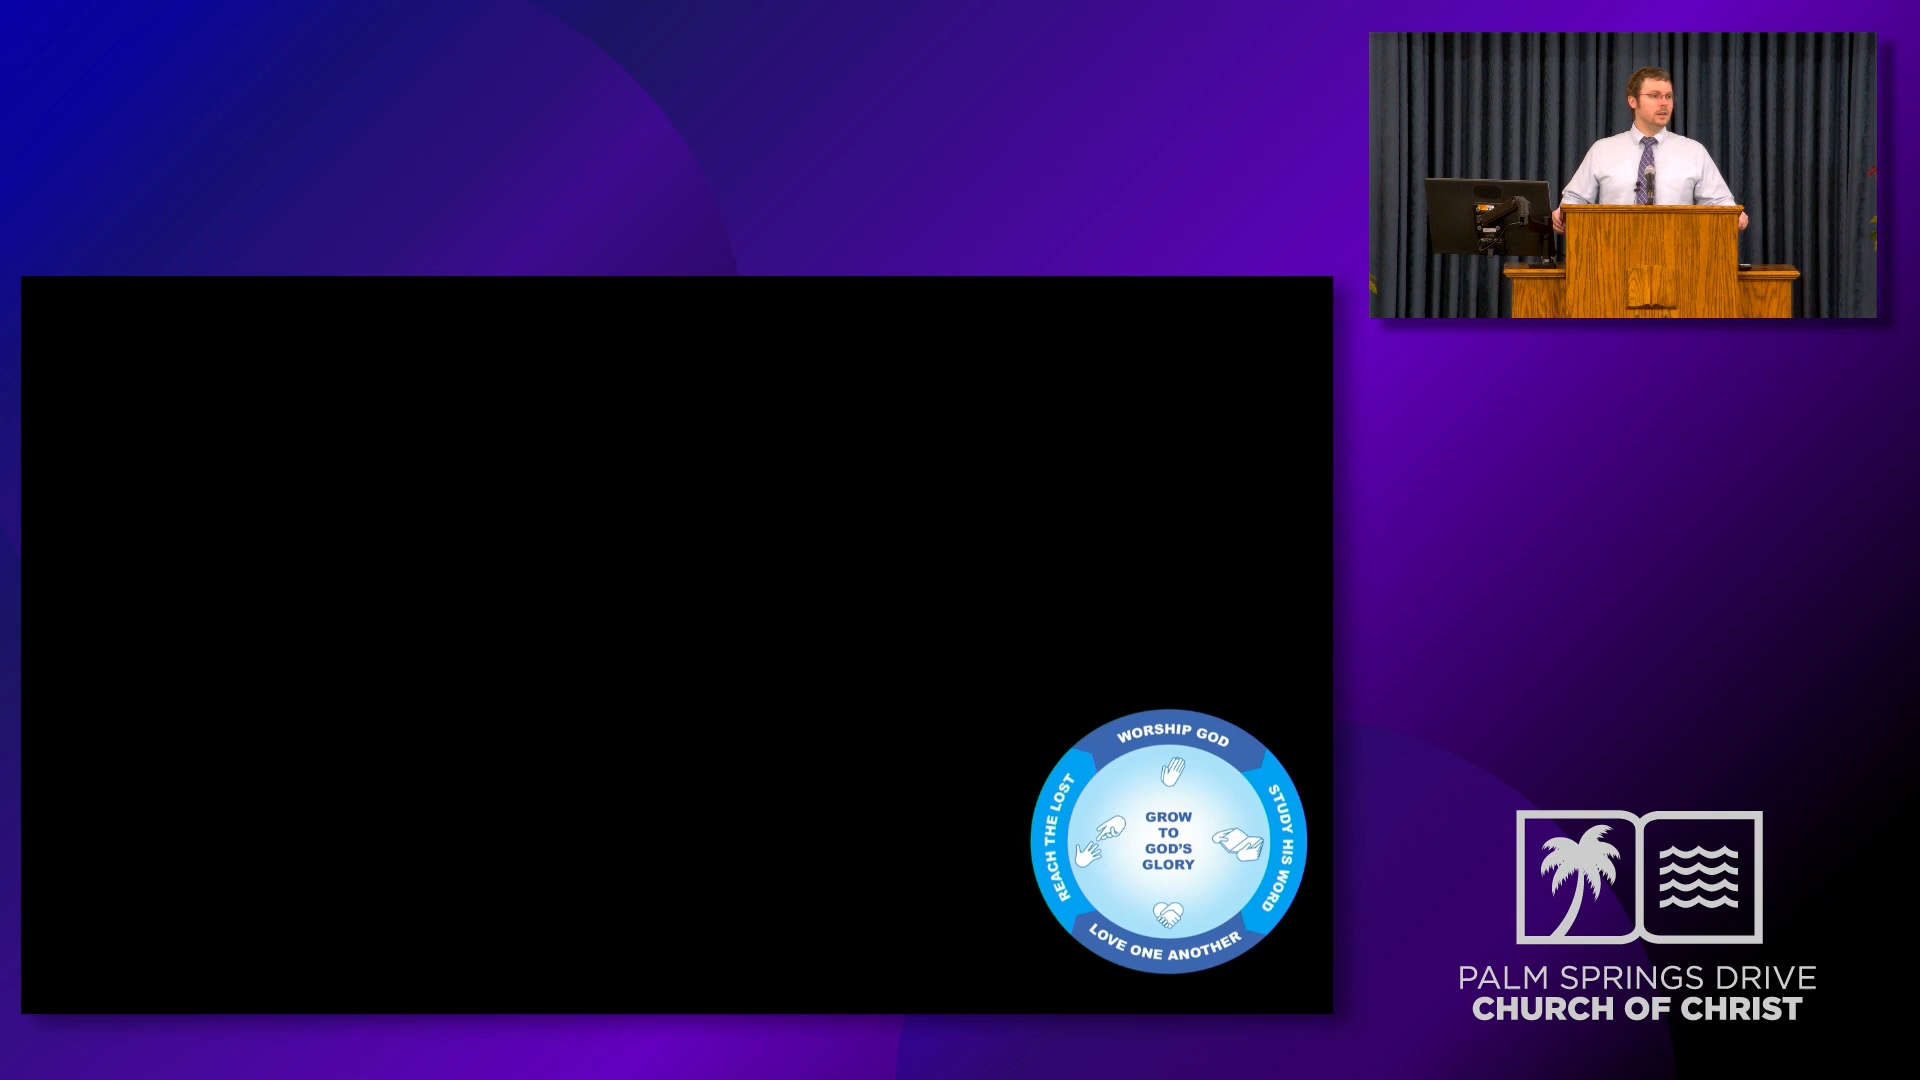 WORSHIP GOD
STUDY HIS WORD
LOVE ONE ANOTHER
REACH THE LOST
GROW
TO
GOD'S
GLORY
PALM SPRINGS DRIVE
CHURCH OF CHRIST